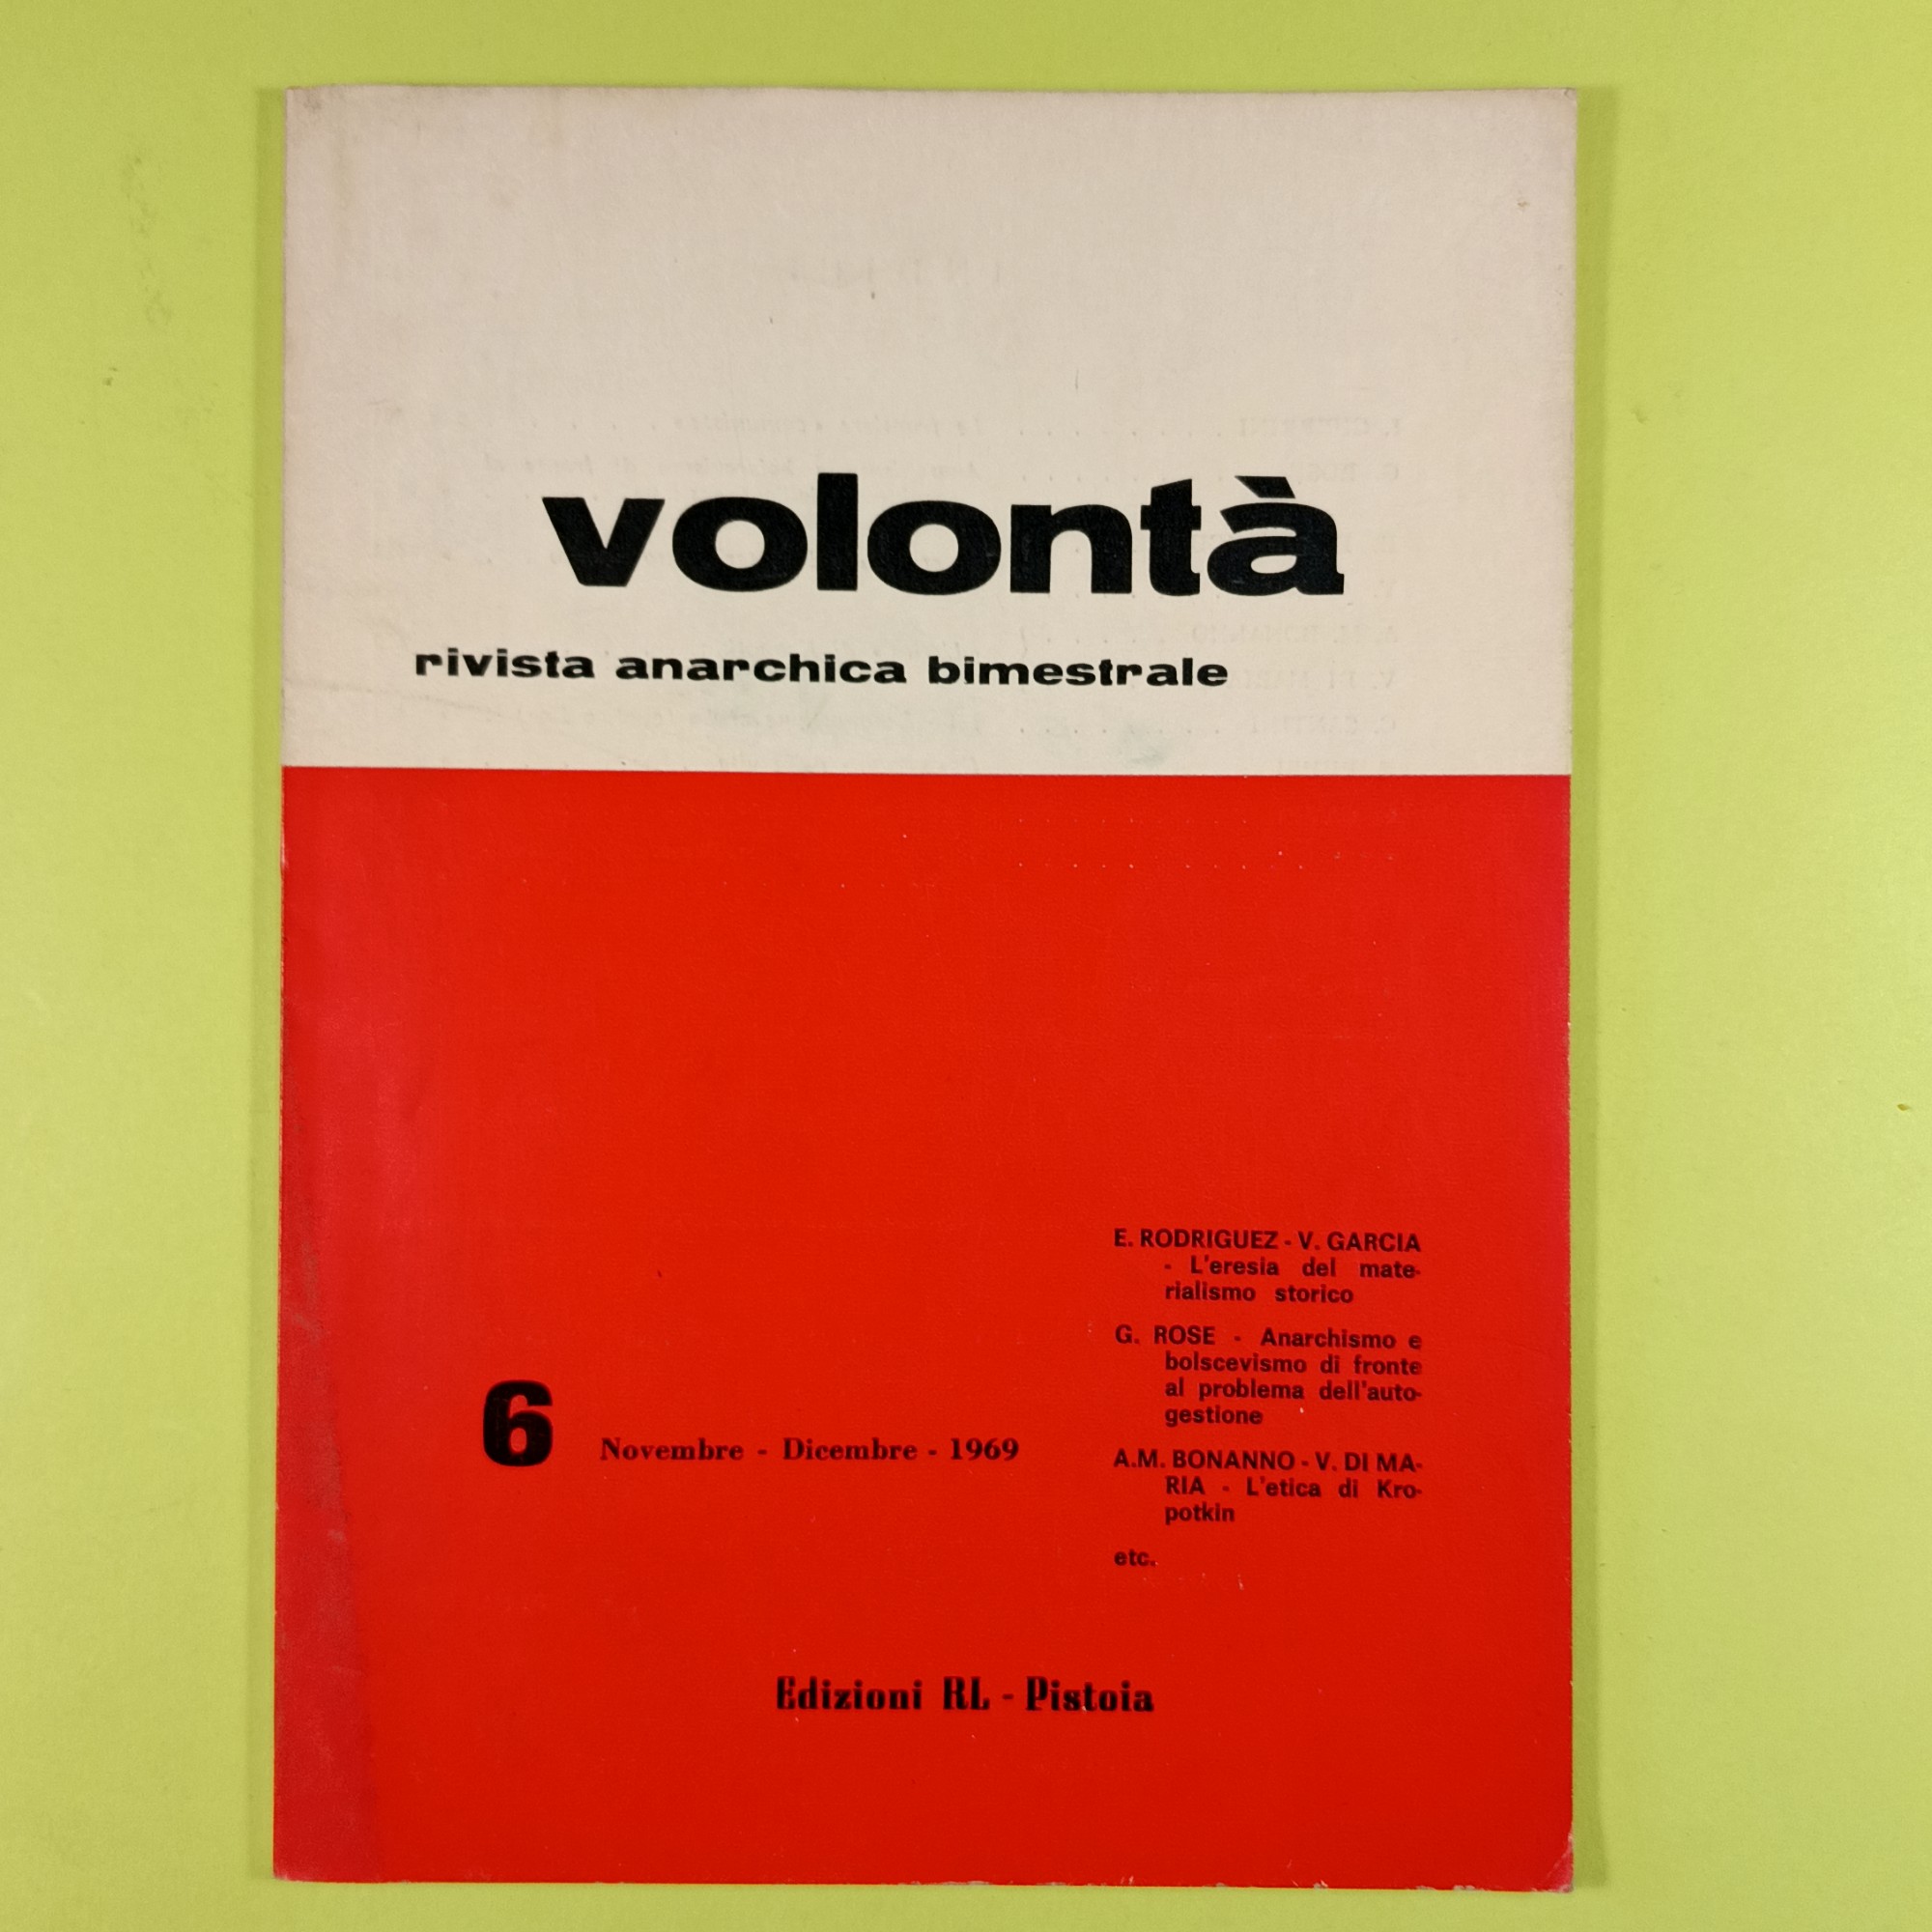 volontà
rivista anarchica bimestrale
E. RODRIGUEZ - V. GARCIA
- L'eresia del mate-
rialismo storico
G. ROSE - Anarchismo e
bolscevismo di fronte
al problema dell'auto-
gestione
A.M. BONANNO - V. DI MA-
RIA - L'etica di Kro-
potkin
etc.
6 Novembre - Dicembre - 1969
Edizioni RL - Pistoia